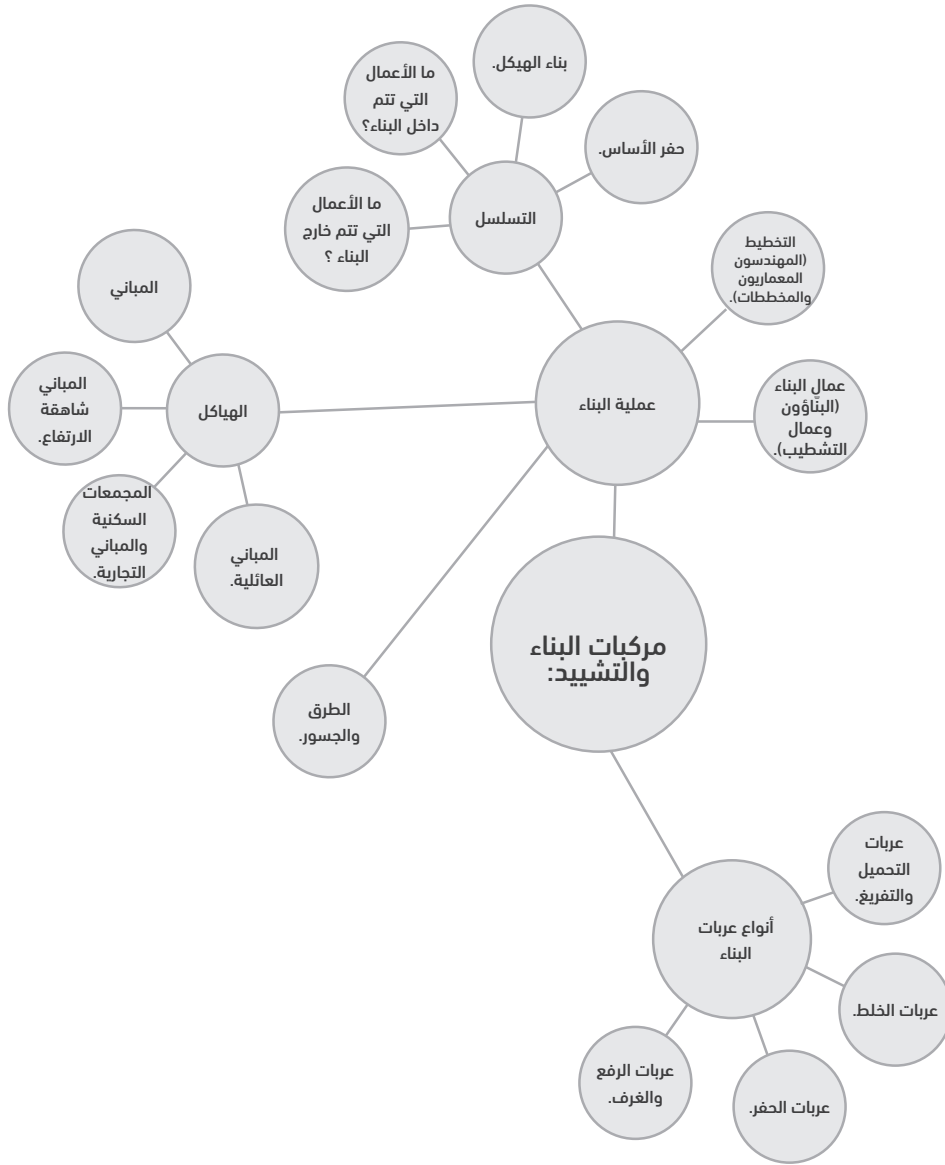 بناء الهيكل.
ما الأعمال
التي تتم
داخل البناء؟
حفر الأساس.
التسلسل
ما الأعمال
التي تتم خارج
البناء ؟
التخطيط
(المهندسون
المعماريون
والمخططات).
المباني
عملية البناء
عمال البناء
(البنّاؤون
وعمال
التشطيب).
الهياكل
المباني
شاهقة
الارتفاع.
المجمعات
السكنية
والمباني
التجارية.
المباني
العائلية.
مركبات البناء
والتشييد:
الطرق
والجسور.
عربات
التحميل
والتفريغ.
أنواع عربات
البناء
عربات الخلط.
عربات الرفع
والغرف.
عربات الحفر.